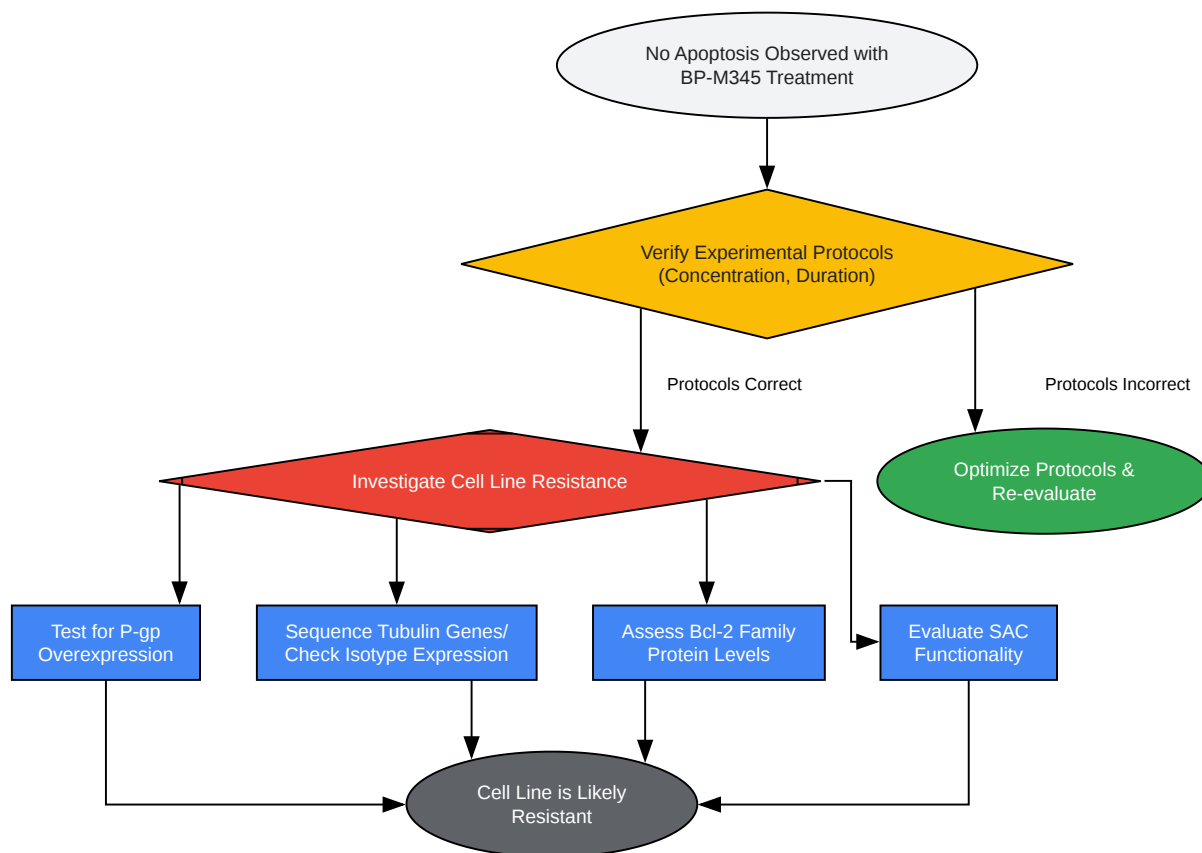 No Apoptosis Observed with
BP-M345 Treatment
Verify Experimental Protocols
(Concentration, Duration)
Protocols Correct
Protocols Incorrect
Investigate Cell Line Resistance
Optimize Protocols &
Re-evaluate
Test for P-gp
Overexpression
Sequence Tubulin Genes/
Check Isotype Expression
Assess Bcl-2 Family
Protein Levels
Evaluate SAC
Functionality
Cell Line is Likely
Resistant